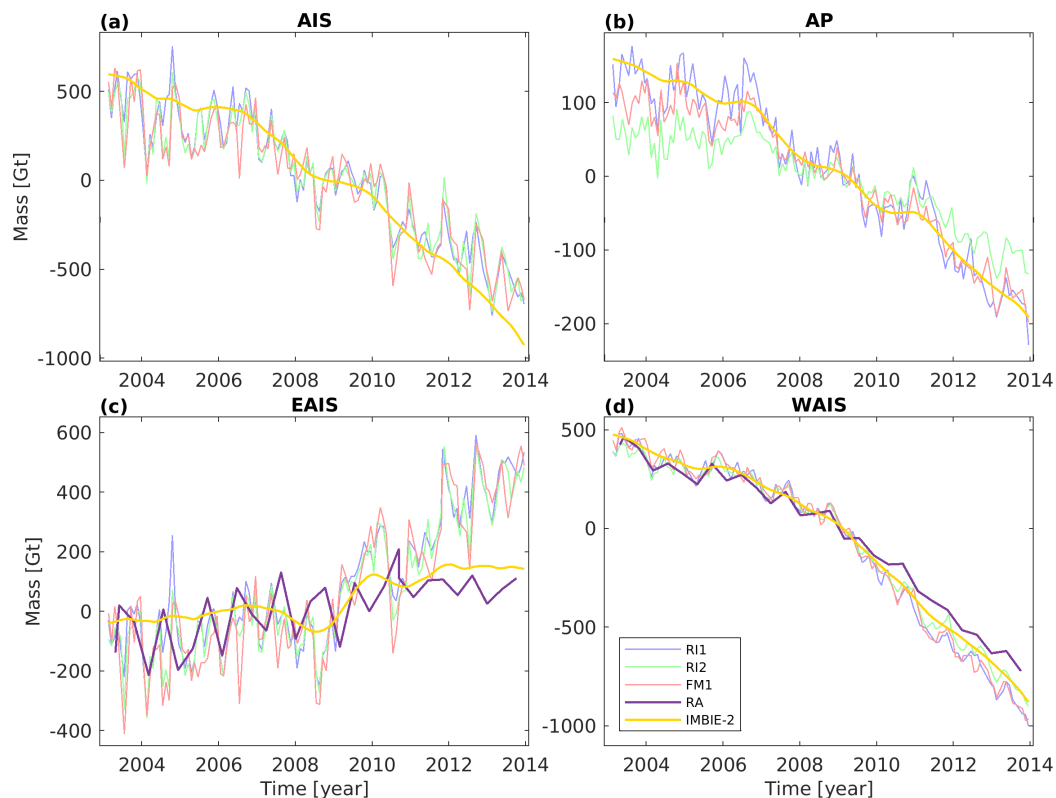 (a) AIS
(b) AP
Mass [Gt]
500
0
-500
-1000
100
0
-100
-200
2004 2006 2008 2010 2012 2014
2004 2006 2008 2010 2012 2014
(c) EAIS
(d) WAIS
Mass [Gt]
600
400
200
0
-200
-400
500
0
-500
-1000
RI1
RI2
FM1
RA
IMBIE-2
2004 2006 2008 2010 2012 2014
2004 2006 2008 2010 2012 2014
Time [year]
Time [year]